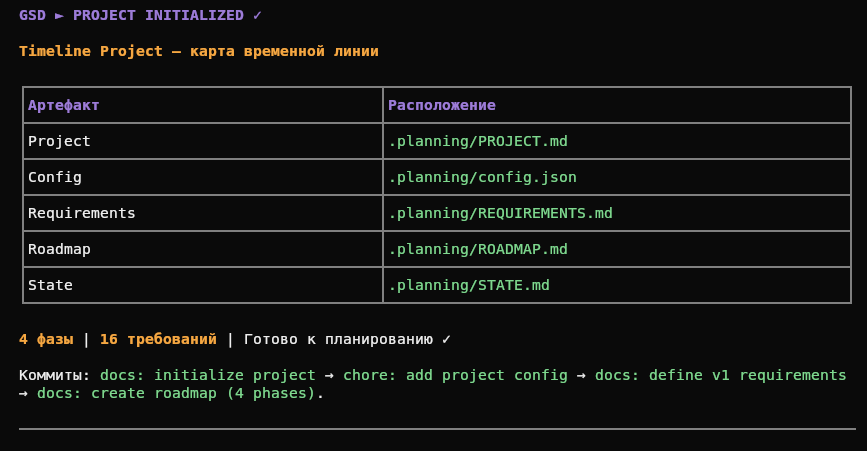 GSD ► PROJECT INITIALIZED ✓
Timeline Project — карта временной линии
Артефакт Расположение
Project .planning/PROJECT.md
Config .planning/config.json
Requirements .planning/REQUIREMENTS.md
Roadmap .planning/ROADMAP.md
State .planning/STATE.md
4 фазы | 16 требований | Готово к планированию ✓
Коммиты: docs: initialize project → chore: add project config → docs: define v1 requirements
→ docs: create roadmap (4 phases).